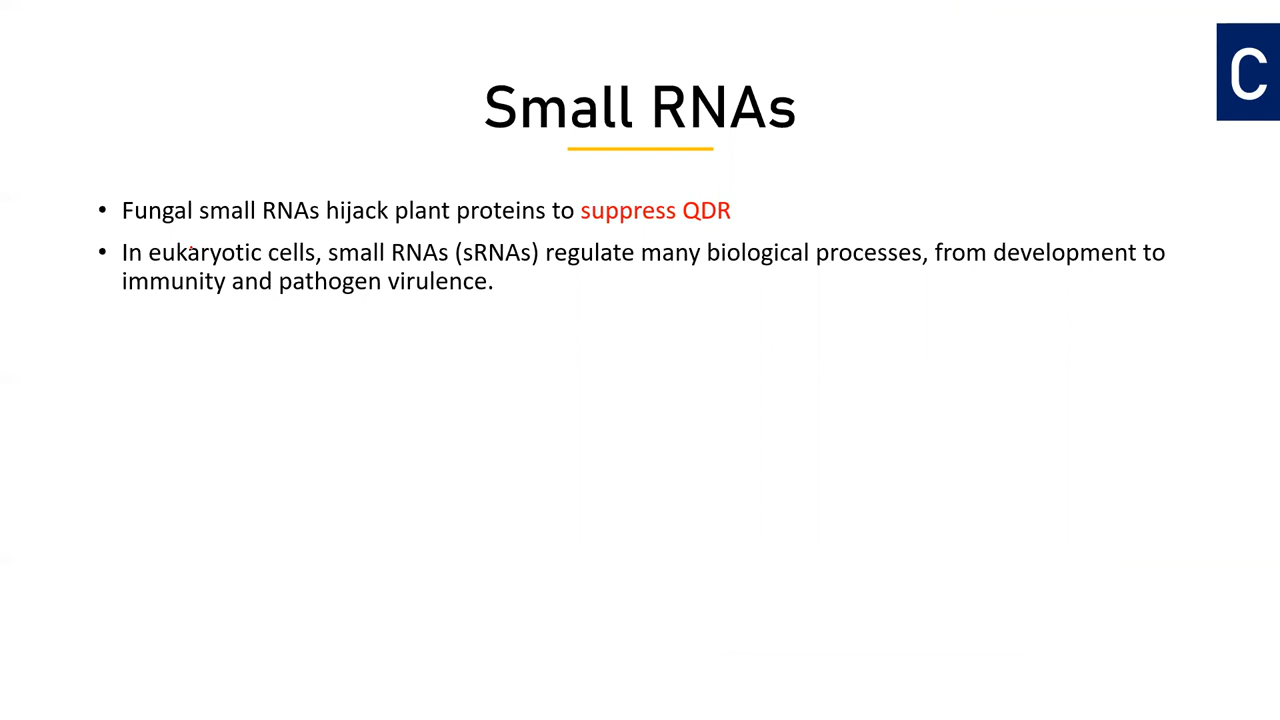 C
Small RNAs
• Fungal small RNAs hijack plant proteins to suppress QDR
• In eukaryotic cells, small RNAs (sRNAs) regulate many biological processes, from development to
immunity and pathogen virulence.